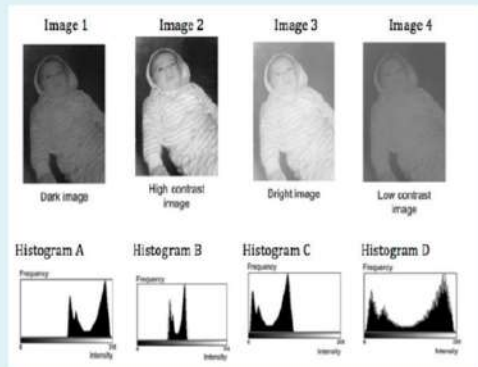 Image 1
Image 2
Image 3
Image 4
Dark image
High contrast
image
Bright image
Low contrast
image
Histogram A
Histogram B
Histogram C
Histogram D
Frequency
Frequency
Frequency
Frequency
Intensity
Intensity
Intensity
Intensity